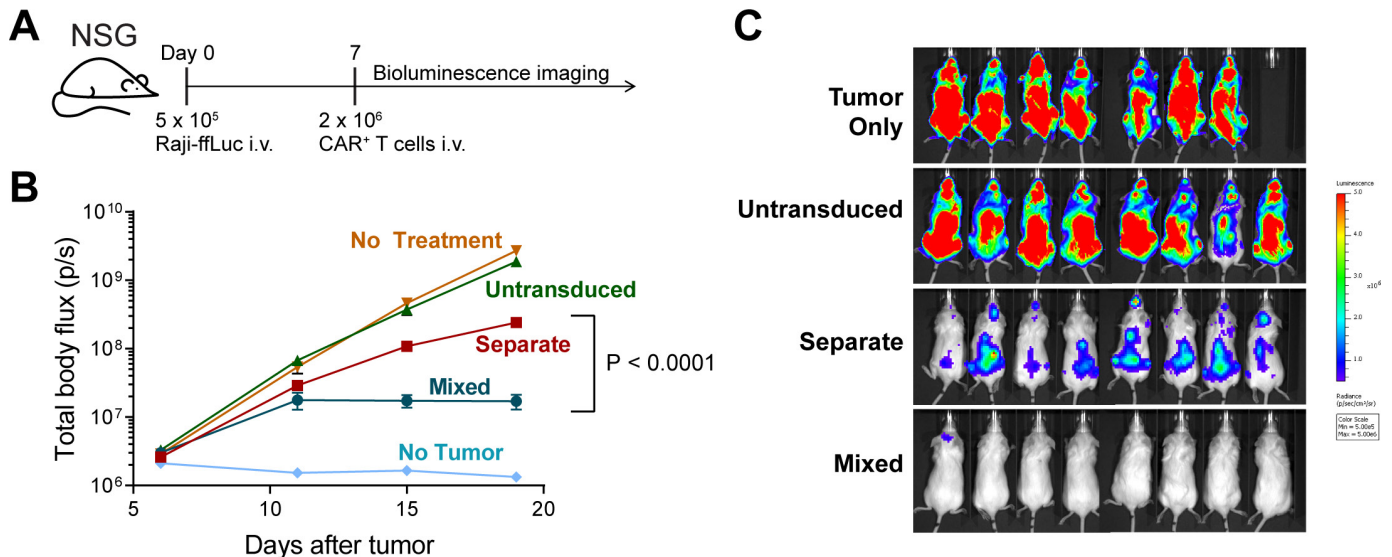 A
NSG
Day 0
7
Bioluminescence imaging
5 x 10⁵
Raji-ffLuc i.v.
2 x 10⁶
CAR⁺ T cells i.v.
B
Total body flux (p/s)
10¹⁰
10⁹
10⁸
10⁷
10⁶
No Treatment
Untransduced
Separate
Mixed
No Tumor
P < 0.0001
5
10
15
20
Days after tumor
C
Tumor
Only
Untransduced
Separate
Mixed
Luminescence
5.0
4.0
3.0
2.0
1.0
x10⁶
Radiance
(p/sec/cm²/sr)
Color Scale
Min = 5.00e5
Max = 5.00e6